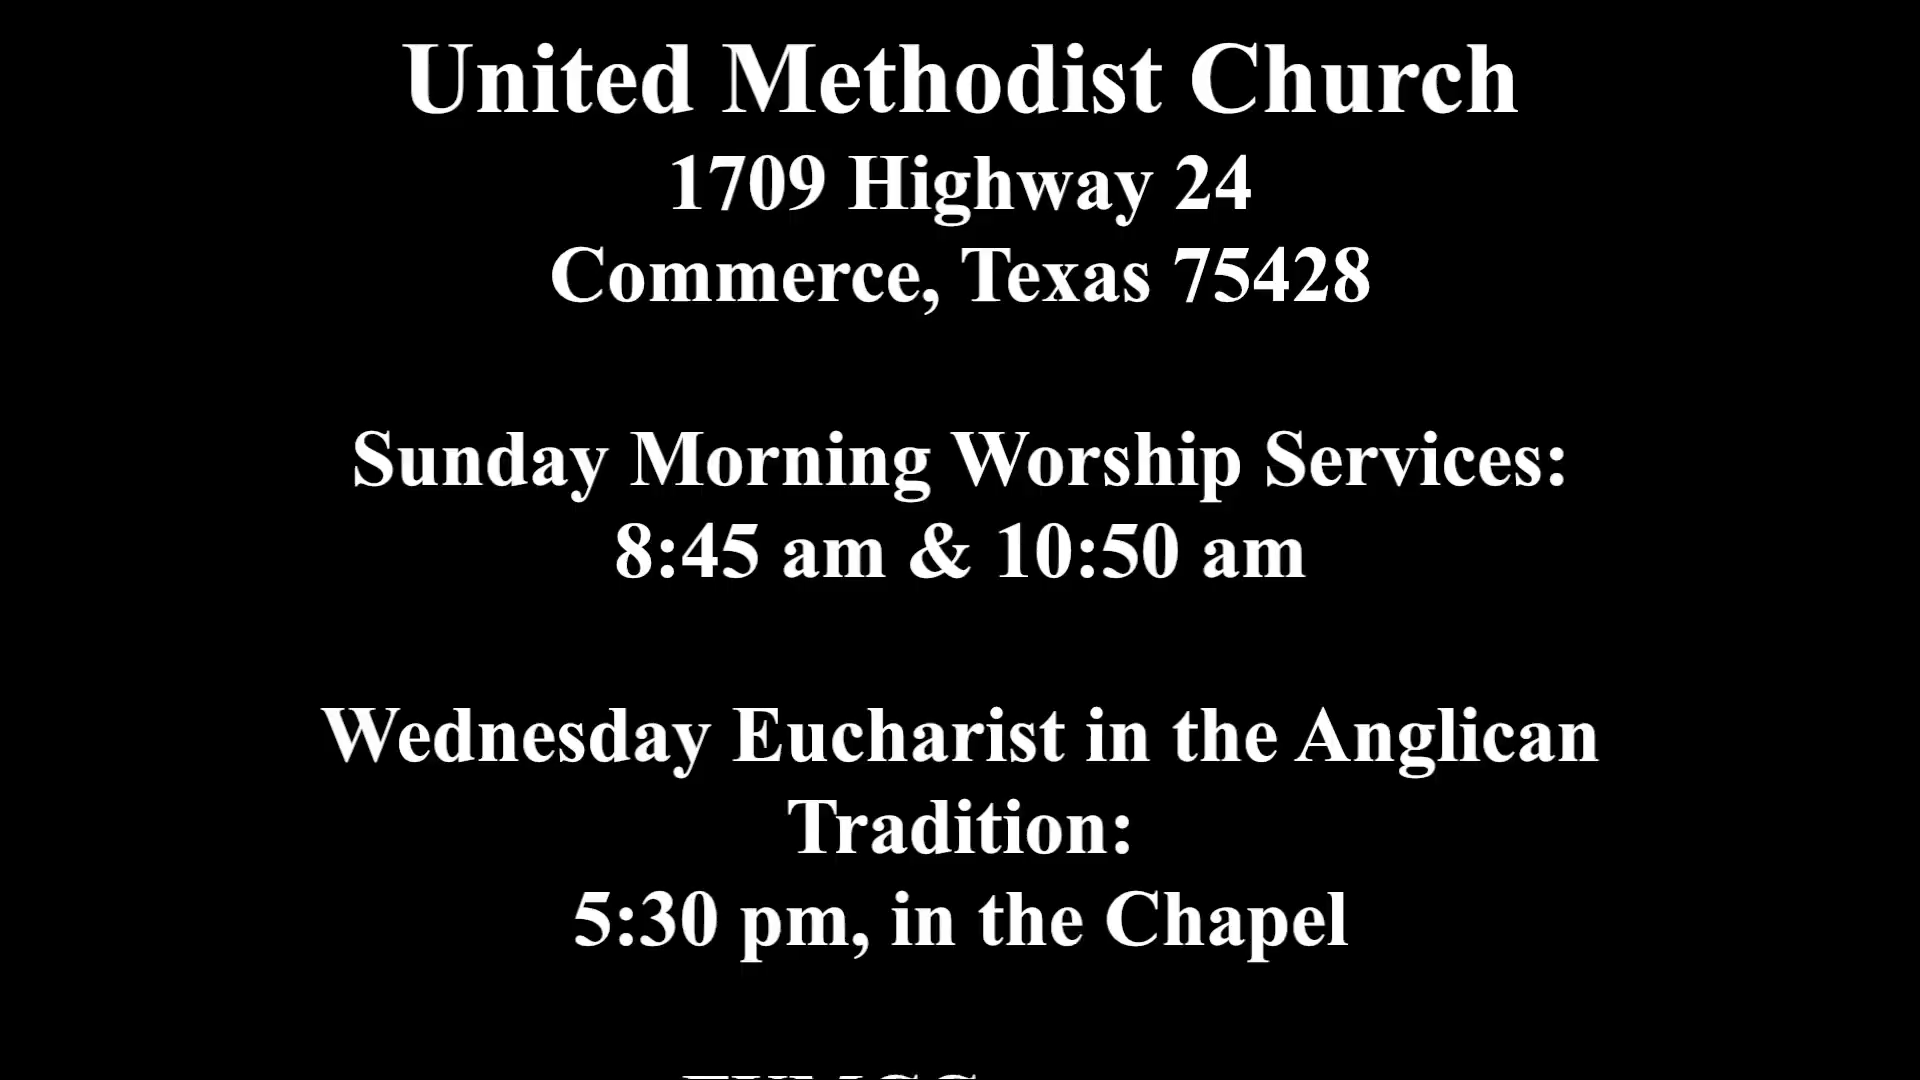 United Methodist Church
1709 Highway 24
Commerce, Texas 75428
Sunday Morning Worship Services:
8:45 am & 10:50 am
Wednesday Eucharist in the Anglican
Tradition:
5:30 pm, in the Chapel